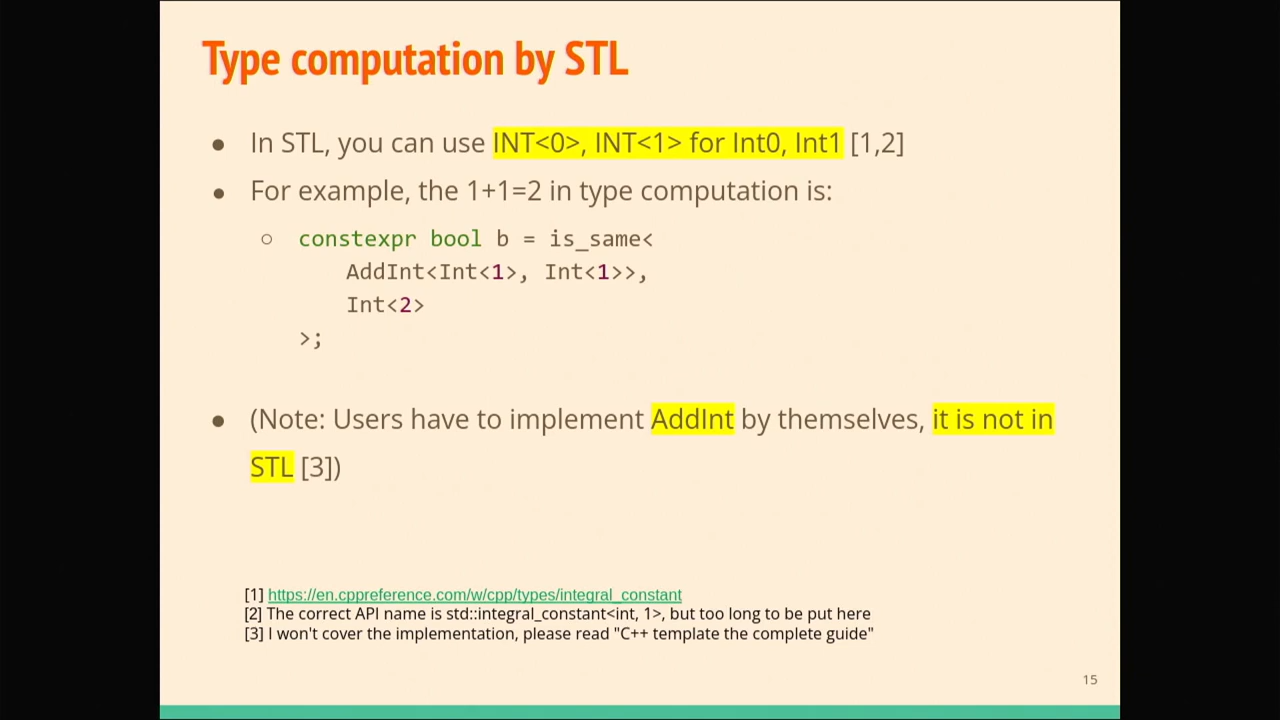 Type computation by STL
● In STL, you can use INT<0>, INT<1> for Int0, Int1 [1,2]
● For example, the 1+1=2 in type computation is:
○ constexpr bool b = is_same<
AddInt<Int<1>, Int<1>>,
Int<2>
>;
● (Note: Users have to implement AddInt by themselves, it is not in
STL [3])
[1] https://en.cppreference.com/w/cpp/types/integral_constant
[2] The correct API name is std::integral_constant<int, 1>, but too long to be put here
[3] I won't cover the implementation, please read "C++ template the complete guide"
15